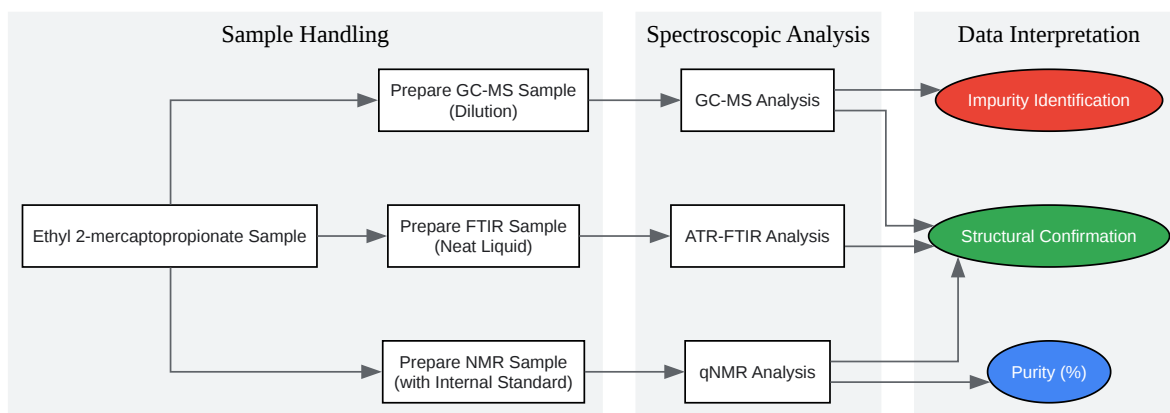 Sample Handling
Spectroscopic Analysis
Data Interpretation
Prepare GC-MS Sample
(Dilution)
GC-MS Analysis
Impurity Identification
Ethyl 2-mercaptopropionate Sample
Prepare FTIR Sample
(Neat Liquid)
ATR-FTIR Analysis
Structural Confirmation
Prepare NMR Sample
(with Internal Standard)
qNMR Analysis
Purity (%)